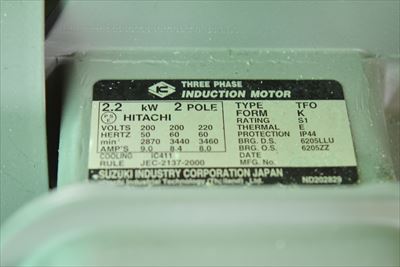 THREE PHASE
INDUCTION MOTOR
2.2 kW 2 POLE TYPE TFO
HITACHI FORM K
VOLTS 200 200 220 RATING S1
HERTZ 50 60 60 THERMAL E
min⁻¹ 2870 3440 3460 PROTECTION IP44
AMP'S 9.0 8.4 8.0 BRG. D.S. 6205LLU
COOLING IC411 BRG. O.S. 6205ZZ
RULE JEC-2137-2000 DATE
MFG. No.
SUZUKI INDUSTRY CORPORATION JAPAN
ND202829